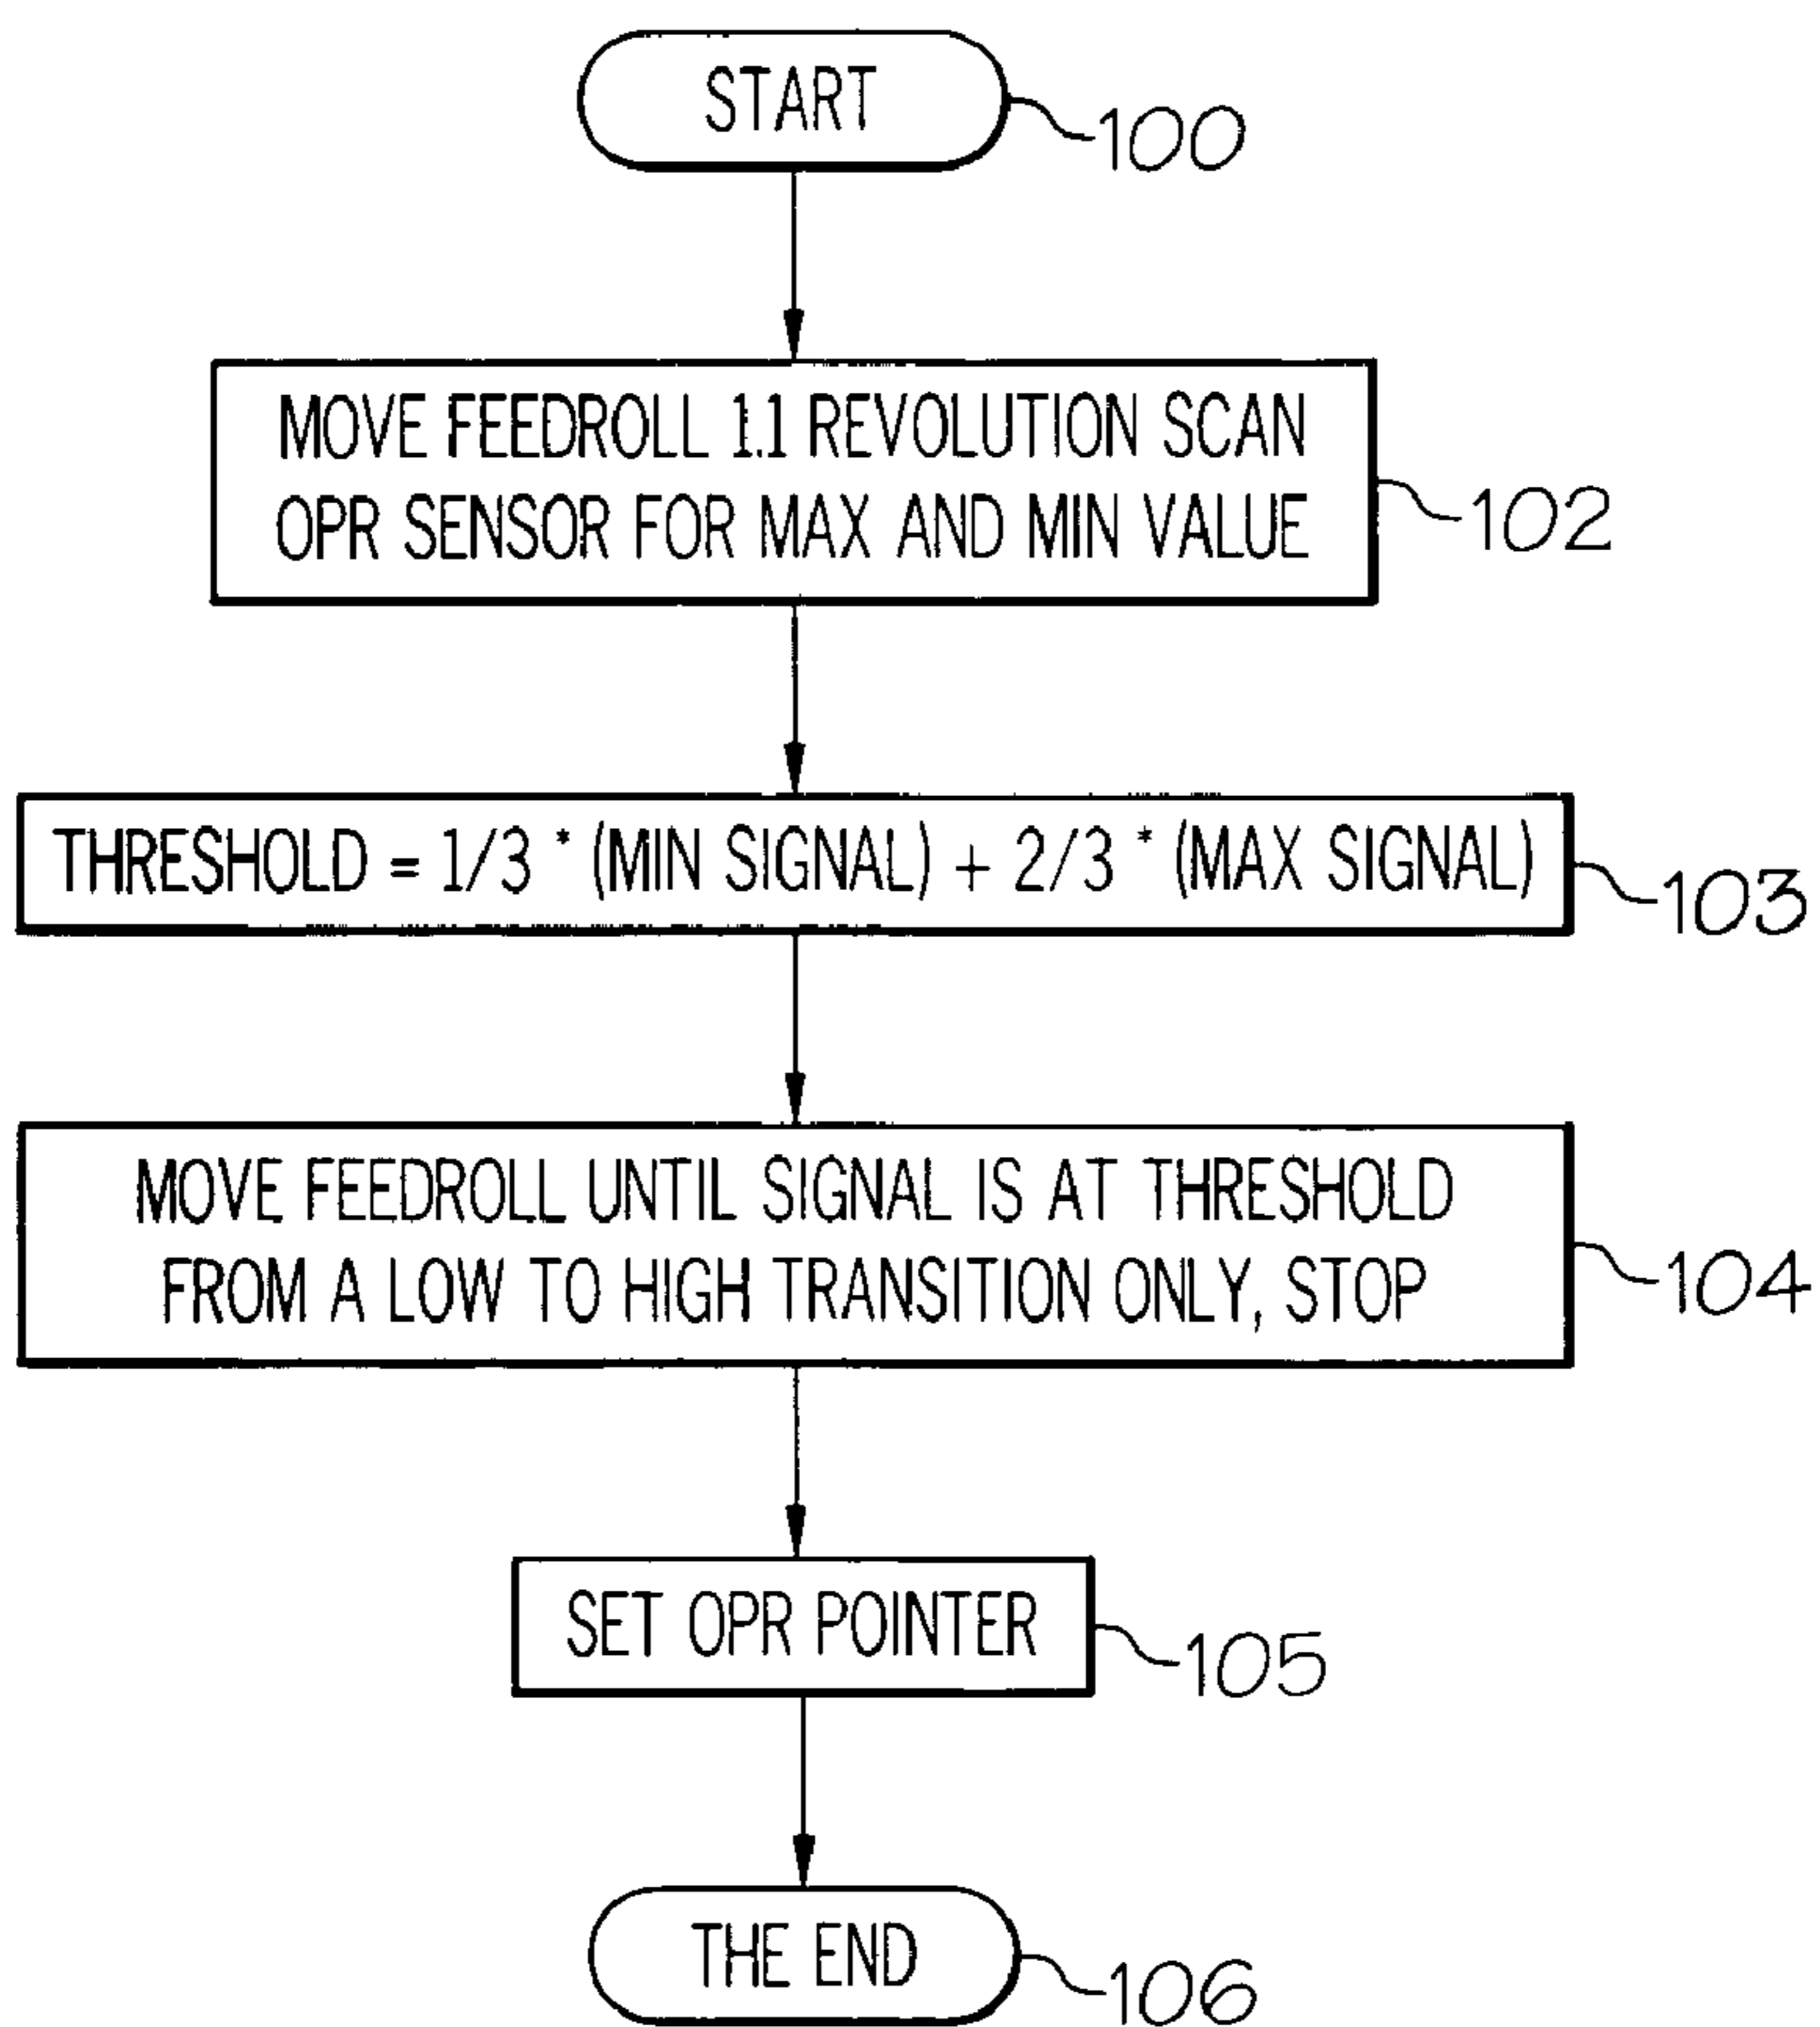 START
100
MOVE FEEDROLL 1.1 REVOLUTION SCAN
OPR SENSOR FOR MAX AND MIN VALUE
102
THRESHOLD = 1/3 * (MIN SIGNAL) + 2/3 * (MAX SIGNAL)
103
MOVE FEEDROLL UNTIL SIGNAL IS AT THRESHOLD
FROM A LOW TO HIGH TRANSITION ONLY, STOP
104
SET OPR POINTER
105
THE END
106